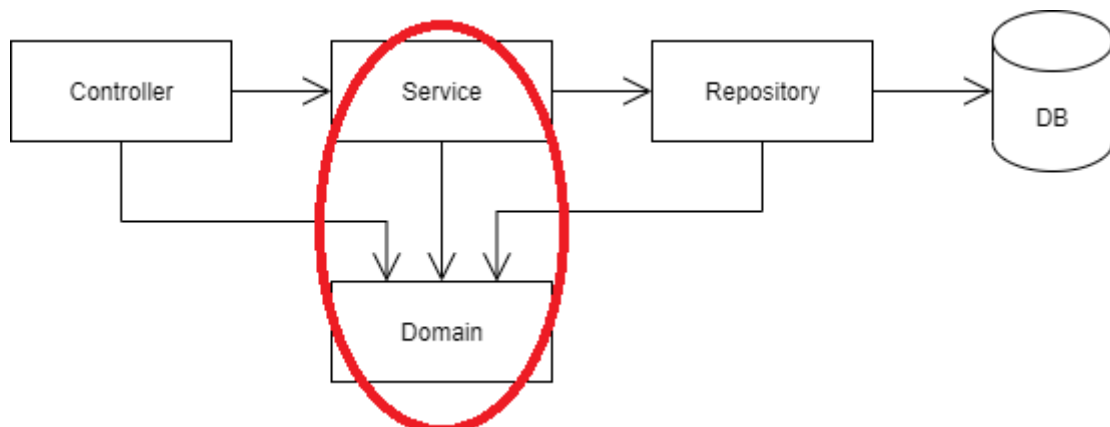 Controller
Service
Repository
DB
Domain